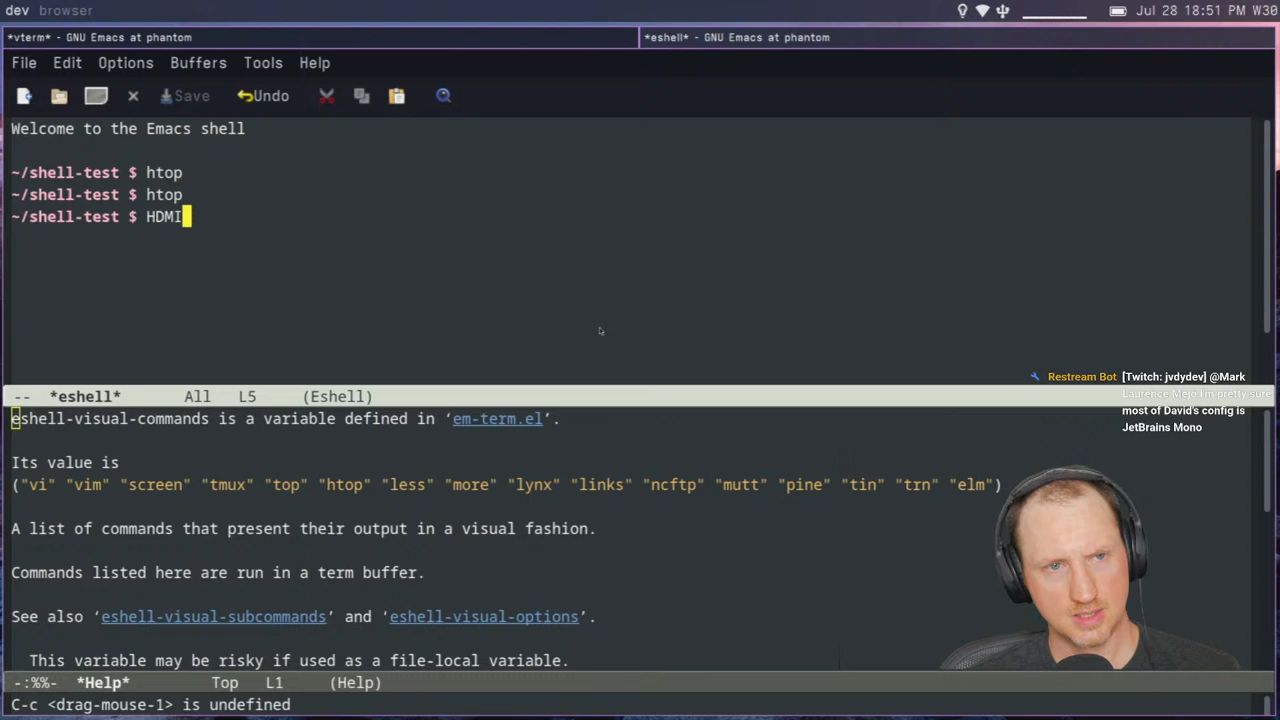 dev browser
Jul 28 18:51 PM W30
*vterm* - GNU Emacs at phantom
*eshell* - GNU Emacs at phantom
File Edit Options Buffers Tools Help
Save Undo
Welcome to the Emacs shell
~/shell-test $ htop
~/shell-test $ htop
~/shell-test $ HDMI
Restream Bot [Twitch: jvdydev] @Mark
Laurence Mejo I'm pretty sure
most of David's config is
JetBrains Mono
-- *eshell* All L5 (Eshell)
eshell-visual-commands is a variable defined in ‘em-term.el’.
Its value is
("vi" "vim" "screen" "tmux" "top" "htop" "less" "more" "lynx" "links" "ncftp" "mutt" "pine" "tin" "trn" "elm")
A list of commands that present their output in a visual fashion.
Commands listed here are run in a term buffer.
See also ‘eshell-visual-subcommands’ and ‘eshell-visual-options’.
This variable may be risky if used as a file-local variable.
-:%%- *Help* Top L1 (Help)
C-c <drag-mouse-1> is undefined